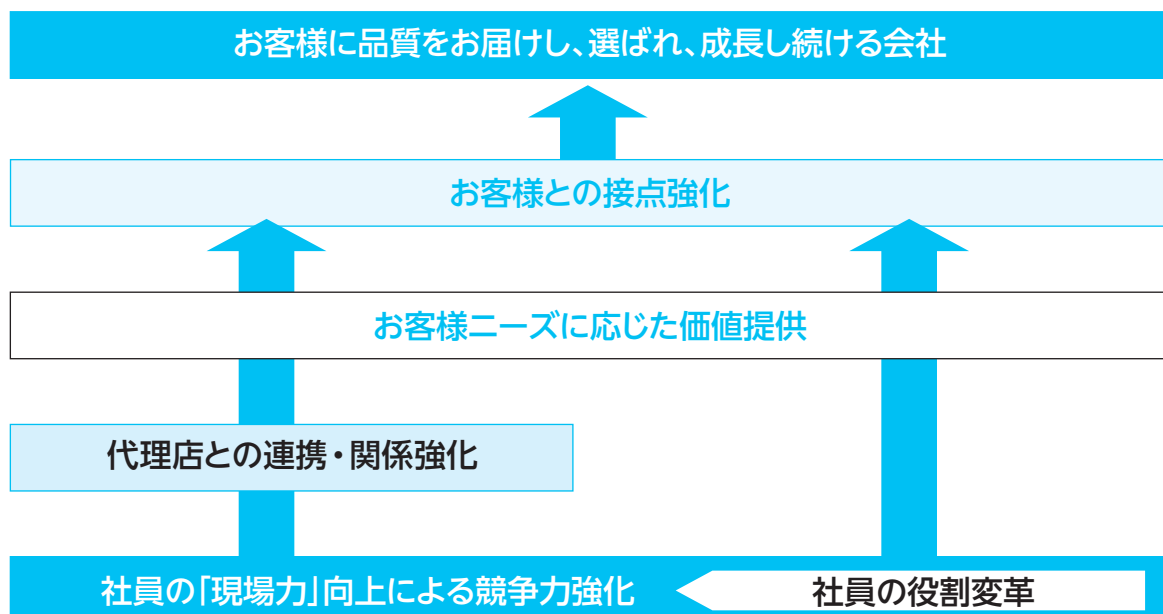 お客様に品質をお届けし、選ばれ、成長し続ける会社
お客様との接点強化
お客様ニーズに応じた価値提供
代理店との連携・関係強化
社員の「現場力」向上による競争力強化
社員の役割変革